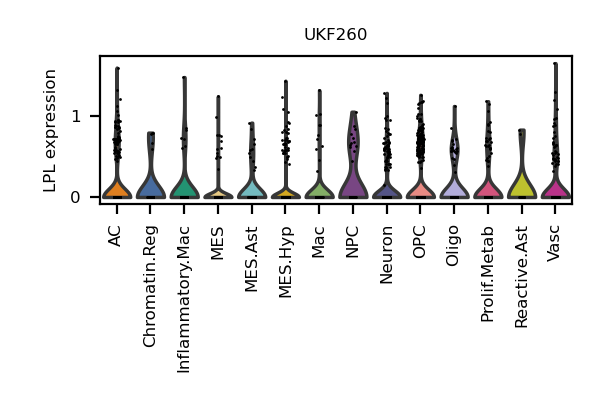 UKF260
LPL expression
1
0
AC
Chromatin.Reg
Inflammatory.Mac
MES
MES.Ast
MES.Hyp
Mac
NPC
Neuron
OPC
Oligo
Prolif.Metab
Reactive.Ast
Vasc